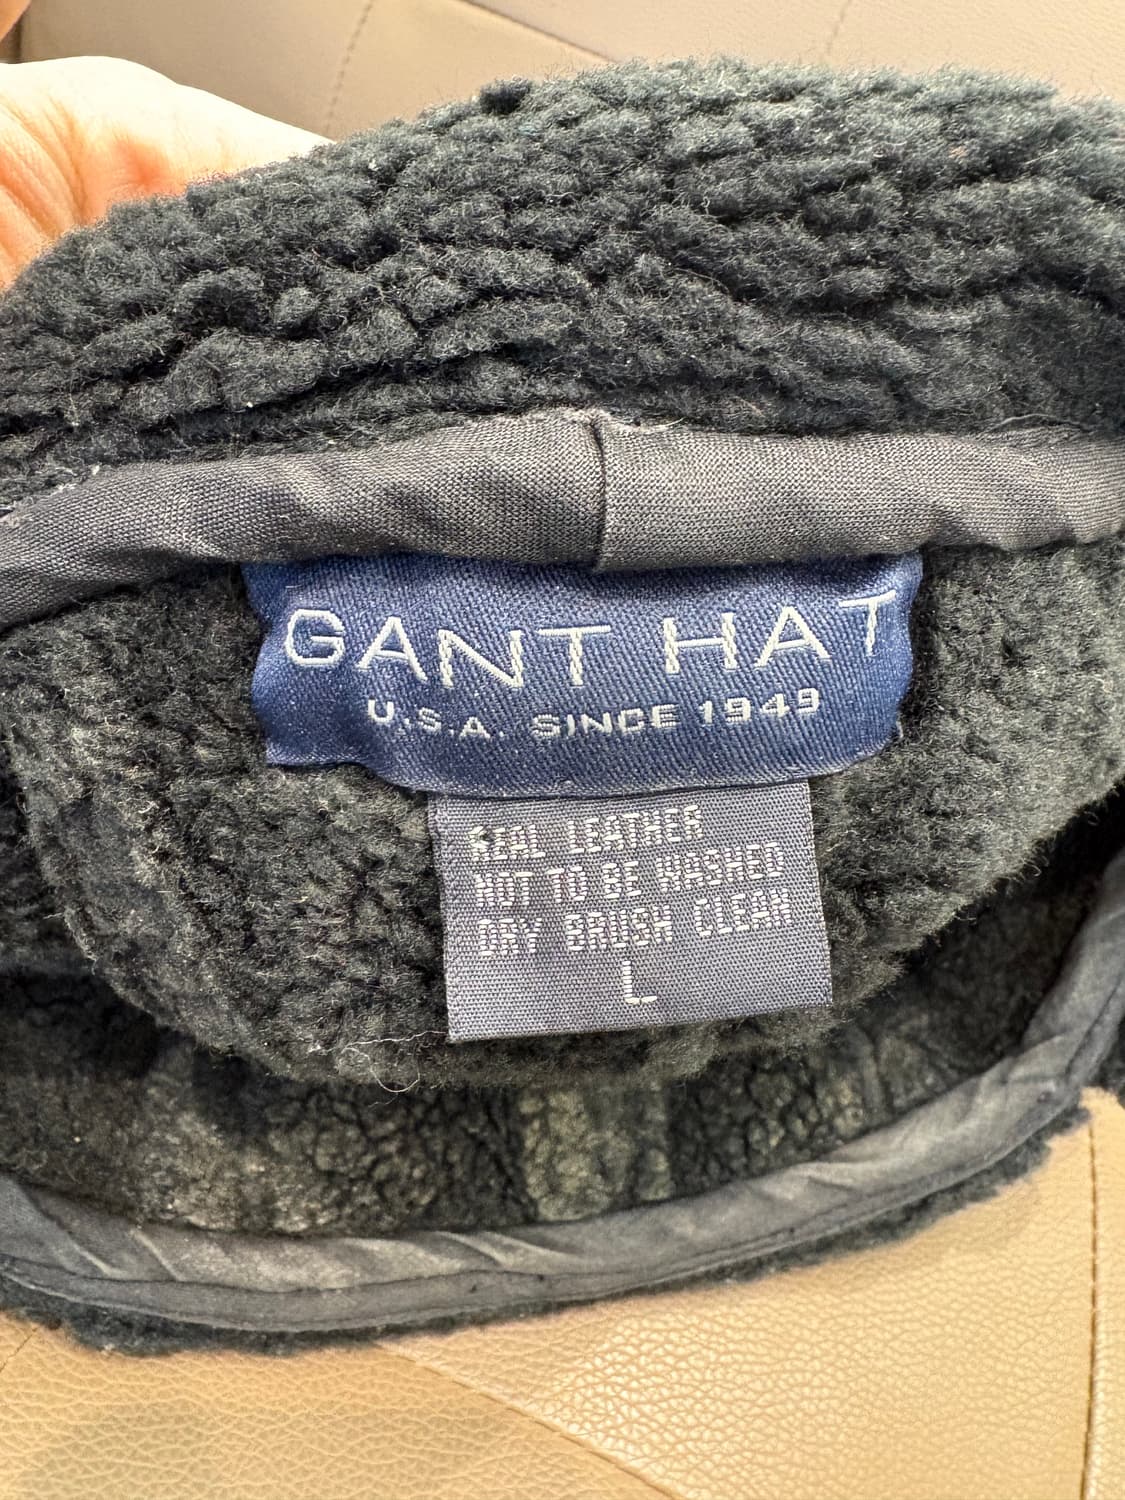 GANT HAT
U.S.A. SINCE 1949
REAL LEATHER
NOT TO BE WASHED
DRY BRUSH CLEAN
L